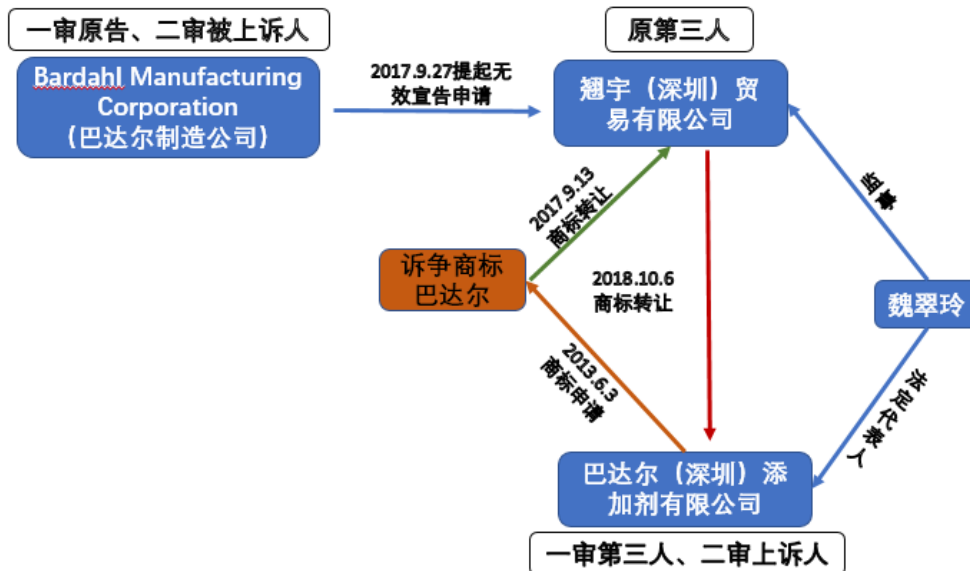 一审原告、二审被上诉人
Bardahl Manufacturing
Corporation
（巴达尔制造公司）
2017.9.27提起无
效宣告申请
原第三人
翘宇（深圳）贸
易有限公司
2017.9.13
商标转让
监事
诉争商标
巴达尔
2018.10.6
商标转让
魏翠玲
2013.6.3
商标申请
法定代表人
巴达尔（深圳）添
加剂有限公司
一审第三人、二审上诉人